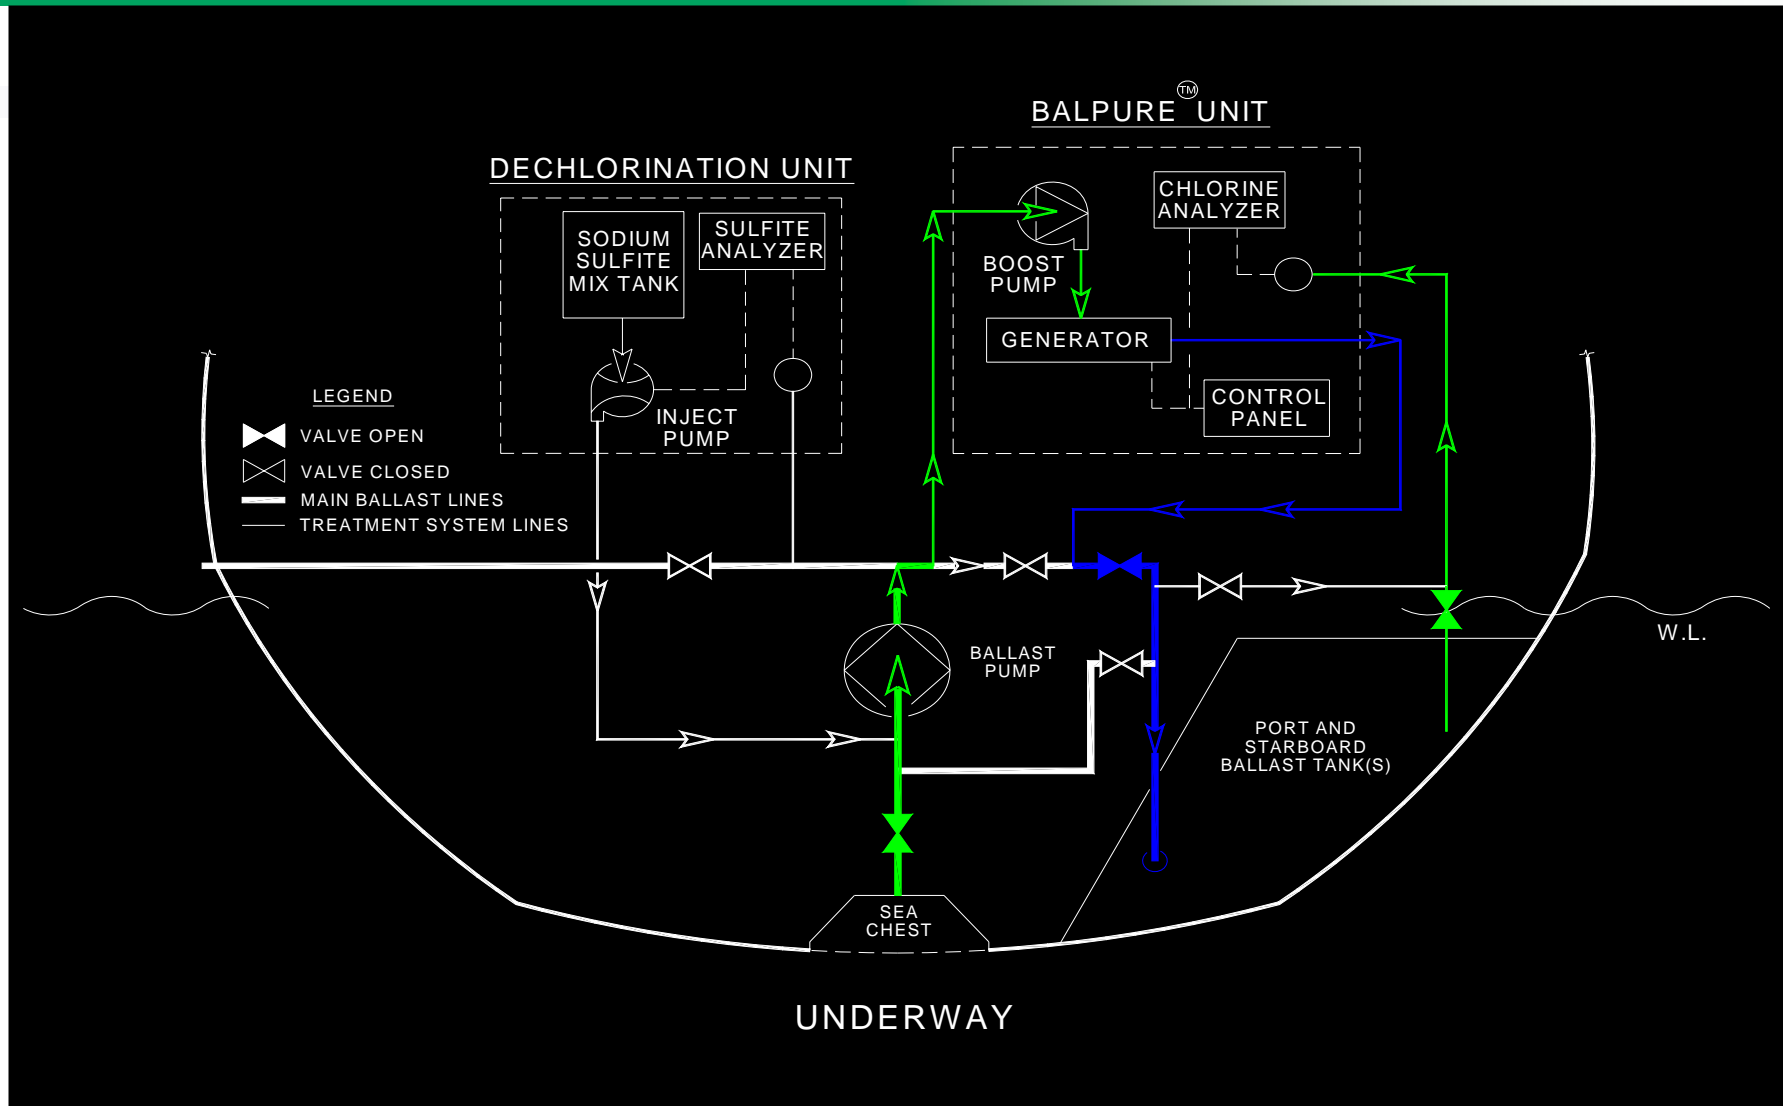 BALPURE™ UNIT
DECHLORINATION UNIT
SODIUM
SULFITE
MIX TANK
SULFITE
ANALYZER
INJECT
PUMP
BOOST
PUMP
CHLORINE
ANALYZER
GENERATOR
CONTROL
PANEL
LEGEND
VALVE OPEN
VALVE CLOSED
MAIN BALLAST LINES
TREATMENT SYSTEM LINES
BALLAST
PUMP
W.L.
PORT AND
STARBOARD
BALLAST TANK(S)
SEA
CHEST
UNDERWAY